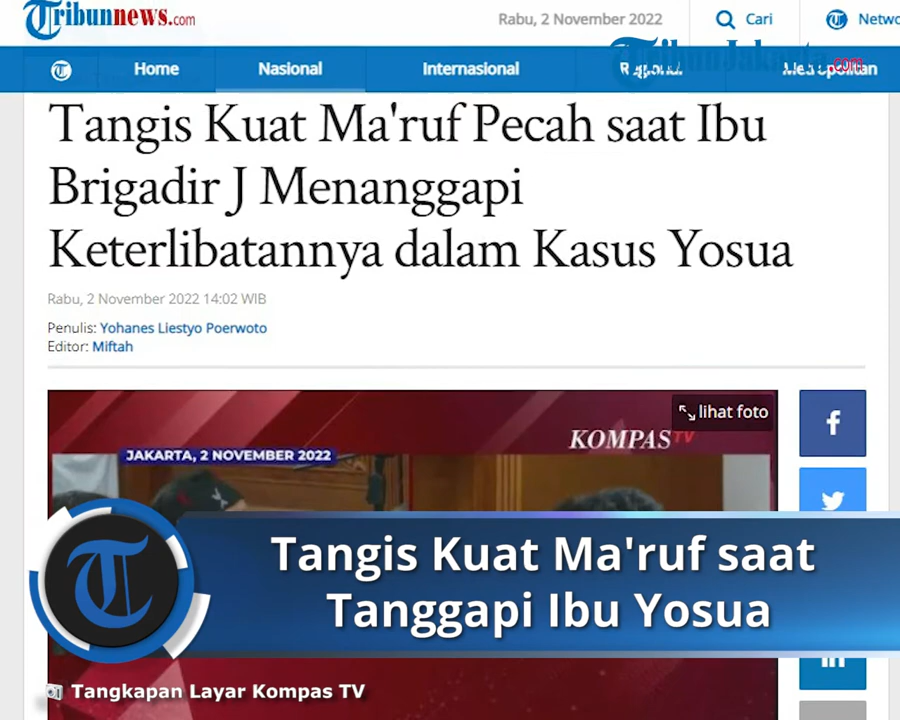 Tribunnews.com
Rabu, 2 November 2022
Cari
Netwo
TribunJakarta.com
Home
Nasional
Internasional
Regional
Metropolitan
Tangis Kuat Ma'ruf Pecah saat Ibu
Brigadir J Menanggapi
Keterlibatannya dalam Kasus Yosua
Rabu, 2 November 2022 14:02 WIB
Penulis: Yohanes Liestyo Poerwoto
Editor: Miftah
lihat foto
KOMPAS TV
JAKARTA, 2 NOVEMBER 2022
Tangis Kuat Ma'ruf saat
Tanggapi Ibu Yosua
Tangkapan Layar Kompas TV